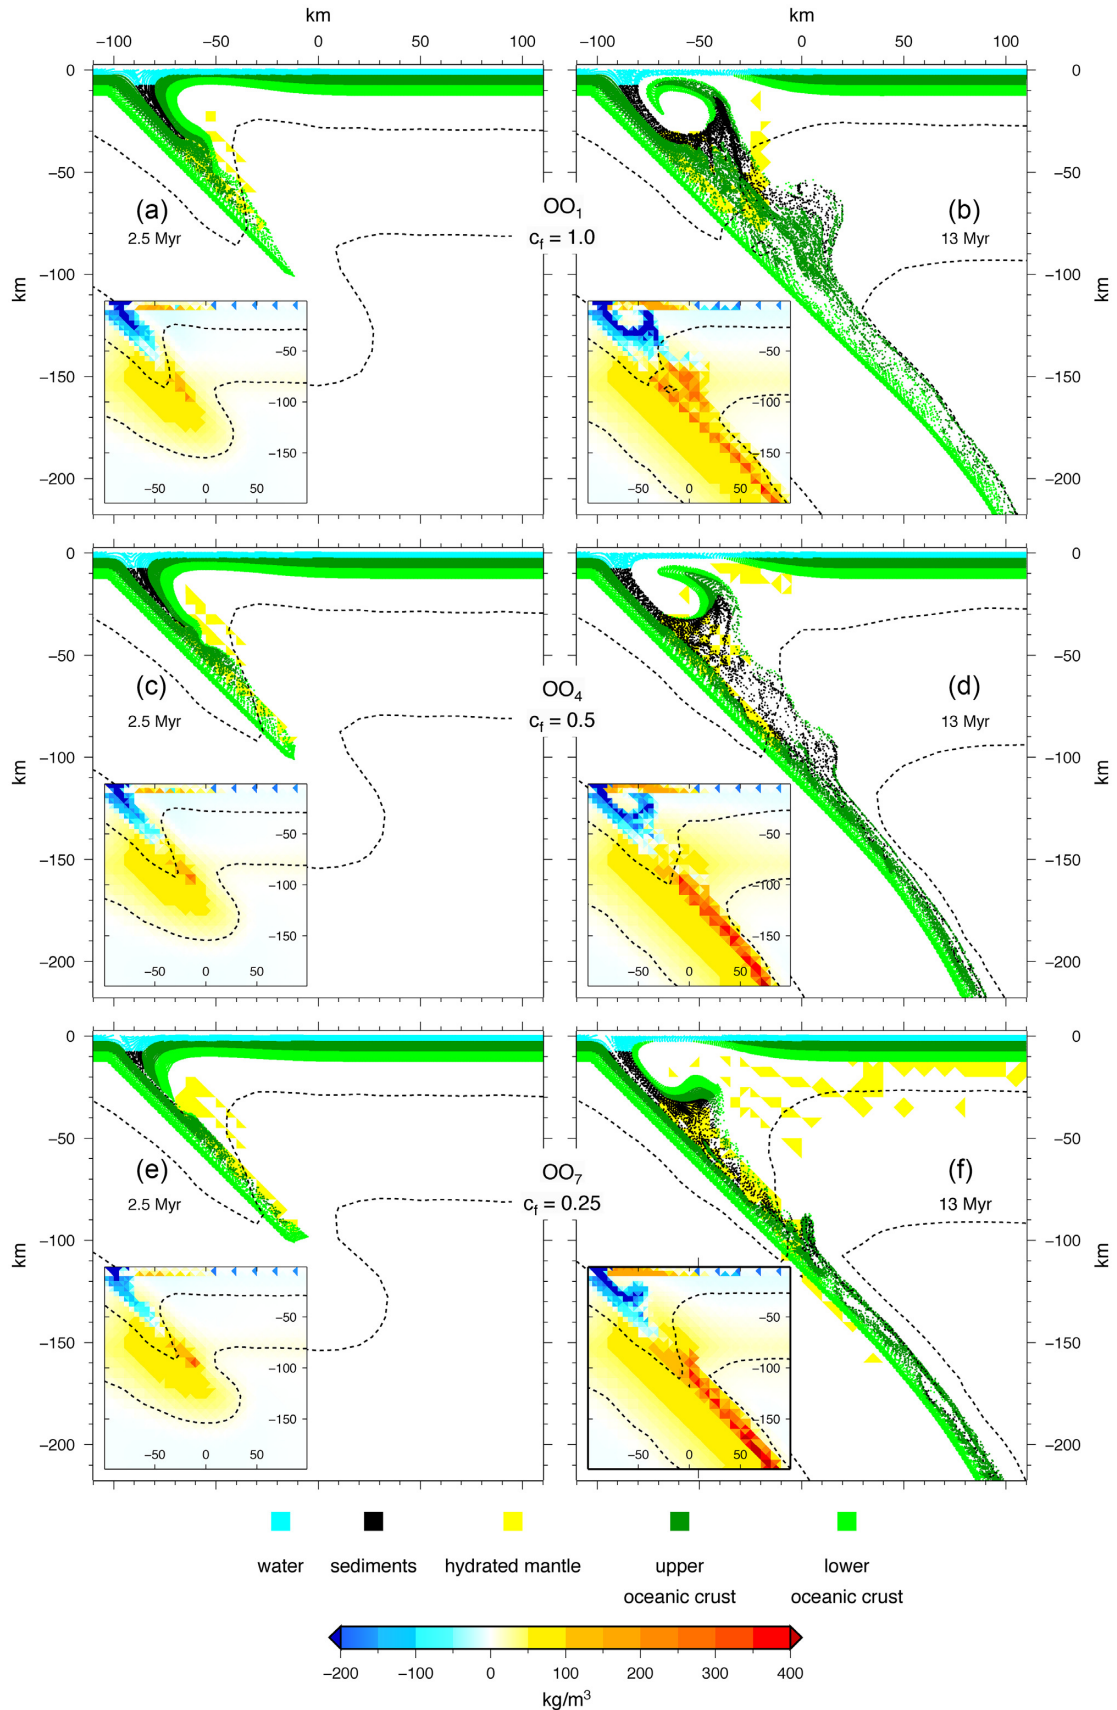 km km
−100 −50 0 50 100 −100 −50 0 50 100
0 0
−50 −50
(a) OO1 (b)
2.5 Myr cf = 1.0 13 Myr
−100 −100
km km
−50 −50
−150 −100 −100 −150
−150 −150
−50 0 50 −50 0 50
−200 −200
0 0
−50 −50
(c) OO4 (d)
2.5 Myr cf = 0.5 13 Myr
−100 −100
km km
−50 −50
−150 −100 −100 −150
−150 −150
−50 0 50 −50 0 50
−200 −200
0 0
−50 −50
(e) OO7 (f)
2.5 Myr cf = 0.25 13 Myr
−100 −100
km km
−50 −50
−150 −100 −100 −150
−150 −150
−50 0 50 −50 0 50
−200 −200
water sediments hydrated mantle upper lower
oceanic crust oceanic crust
−200 −100 0 100 200 300 400
kg/m³